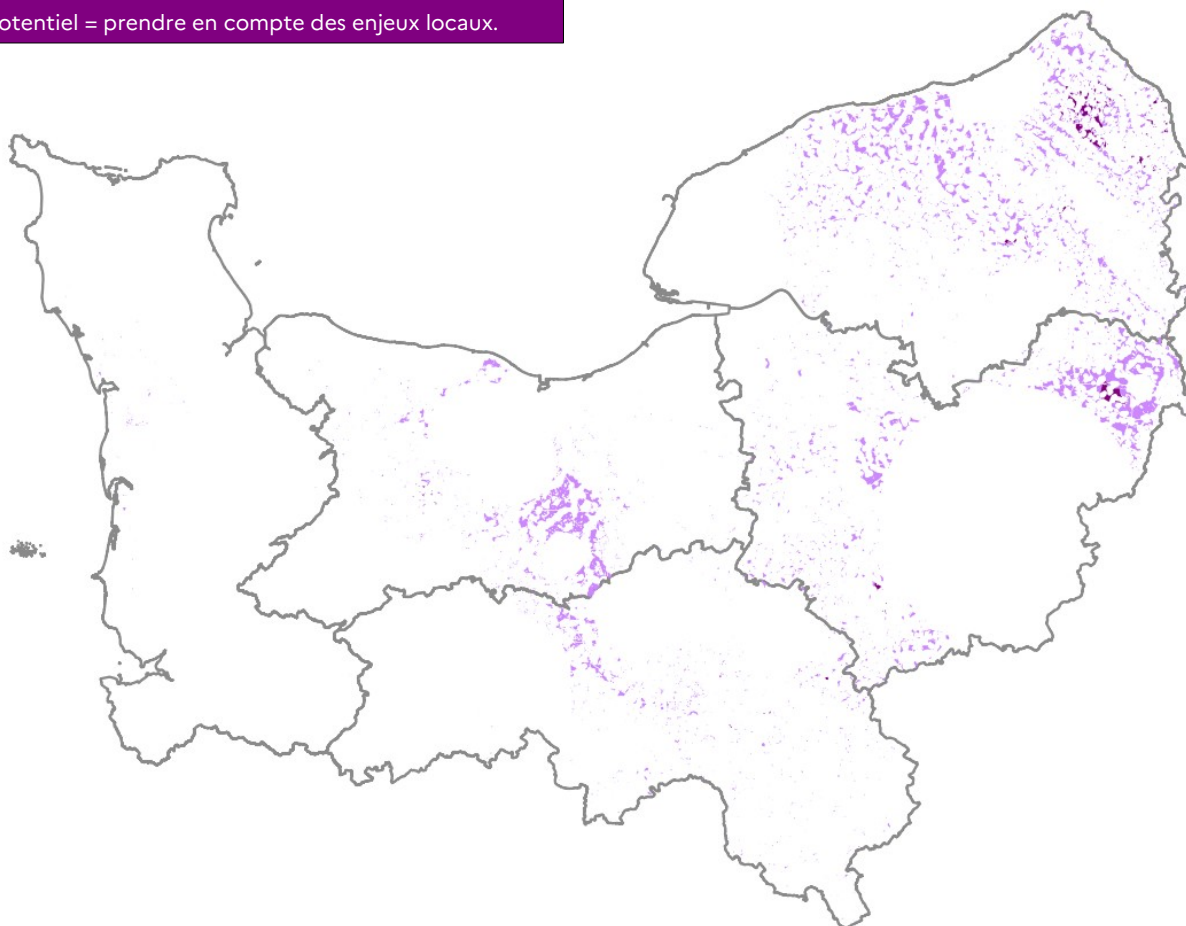 otentiel = prendre en compte des enjeux locaux.